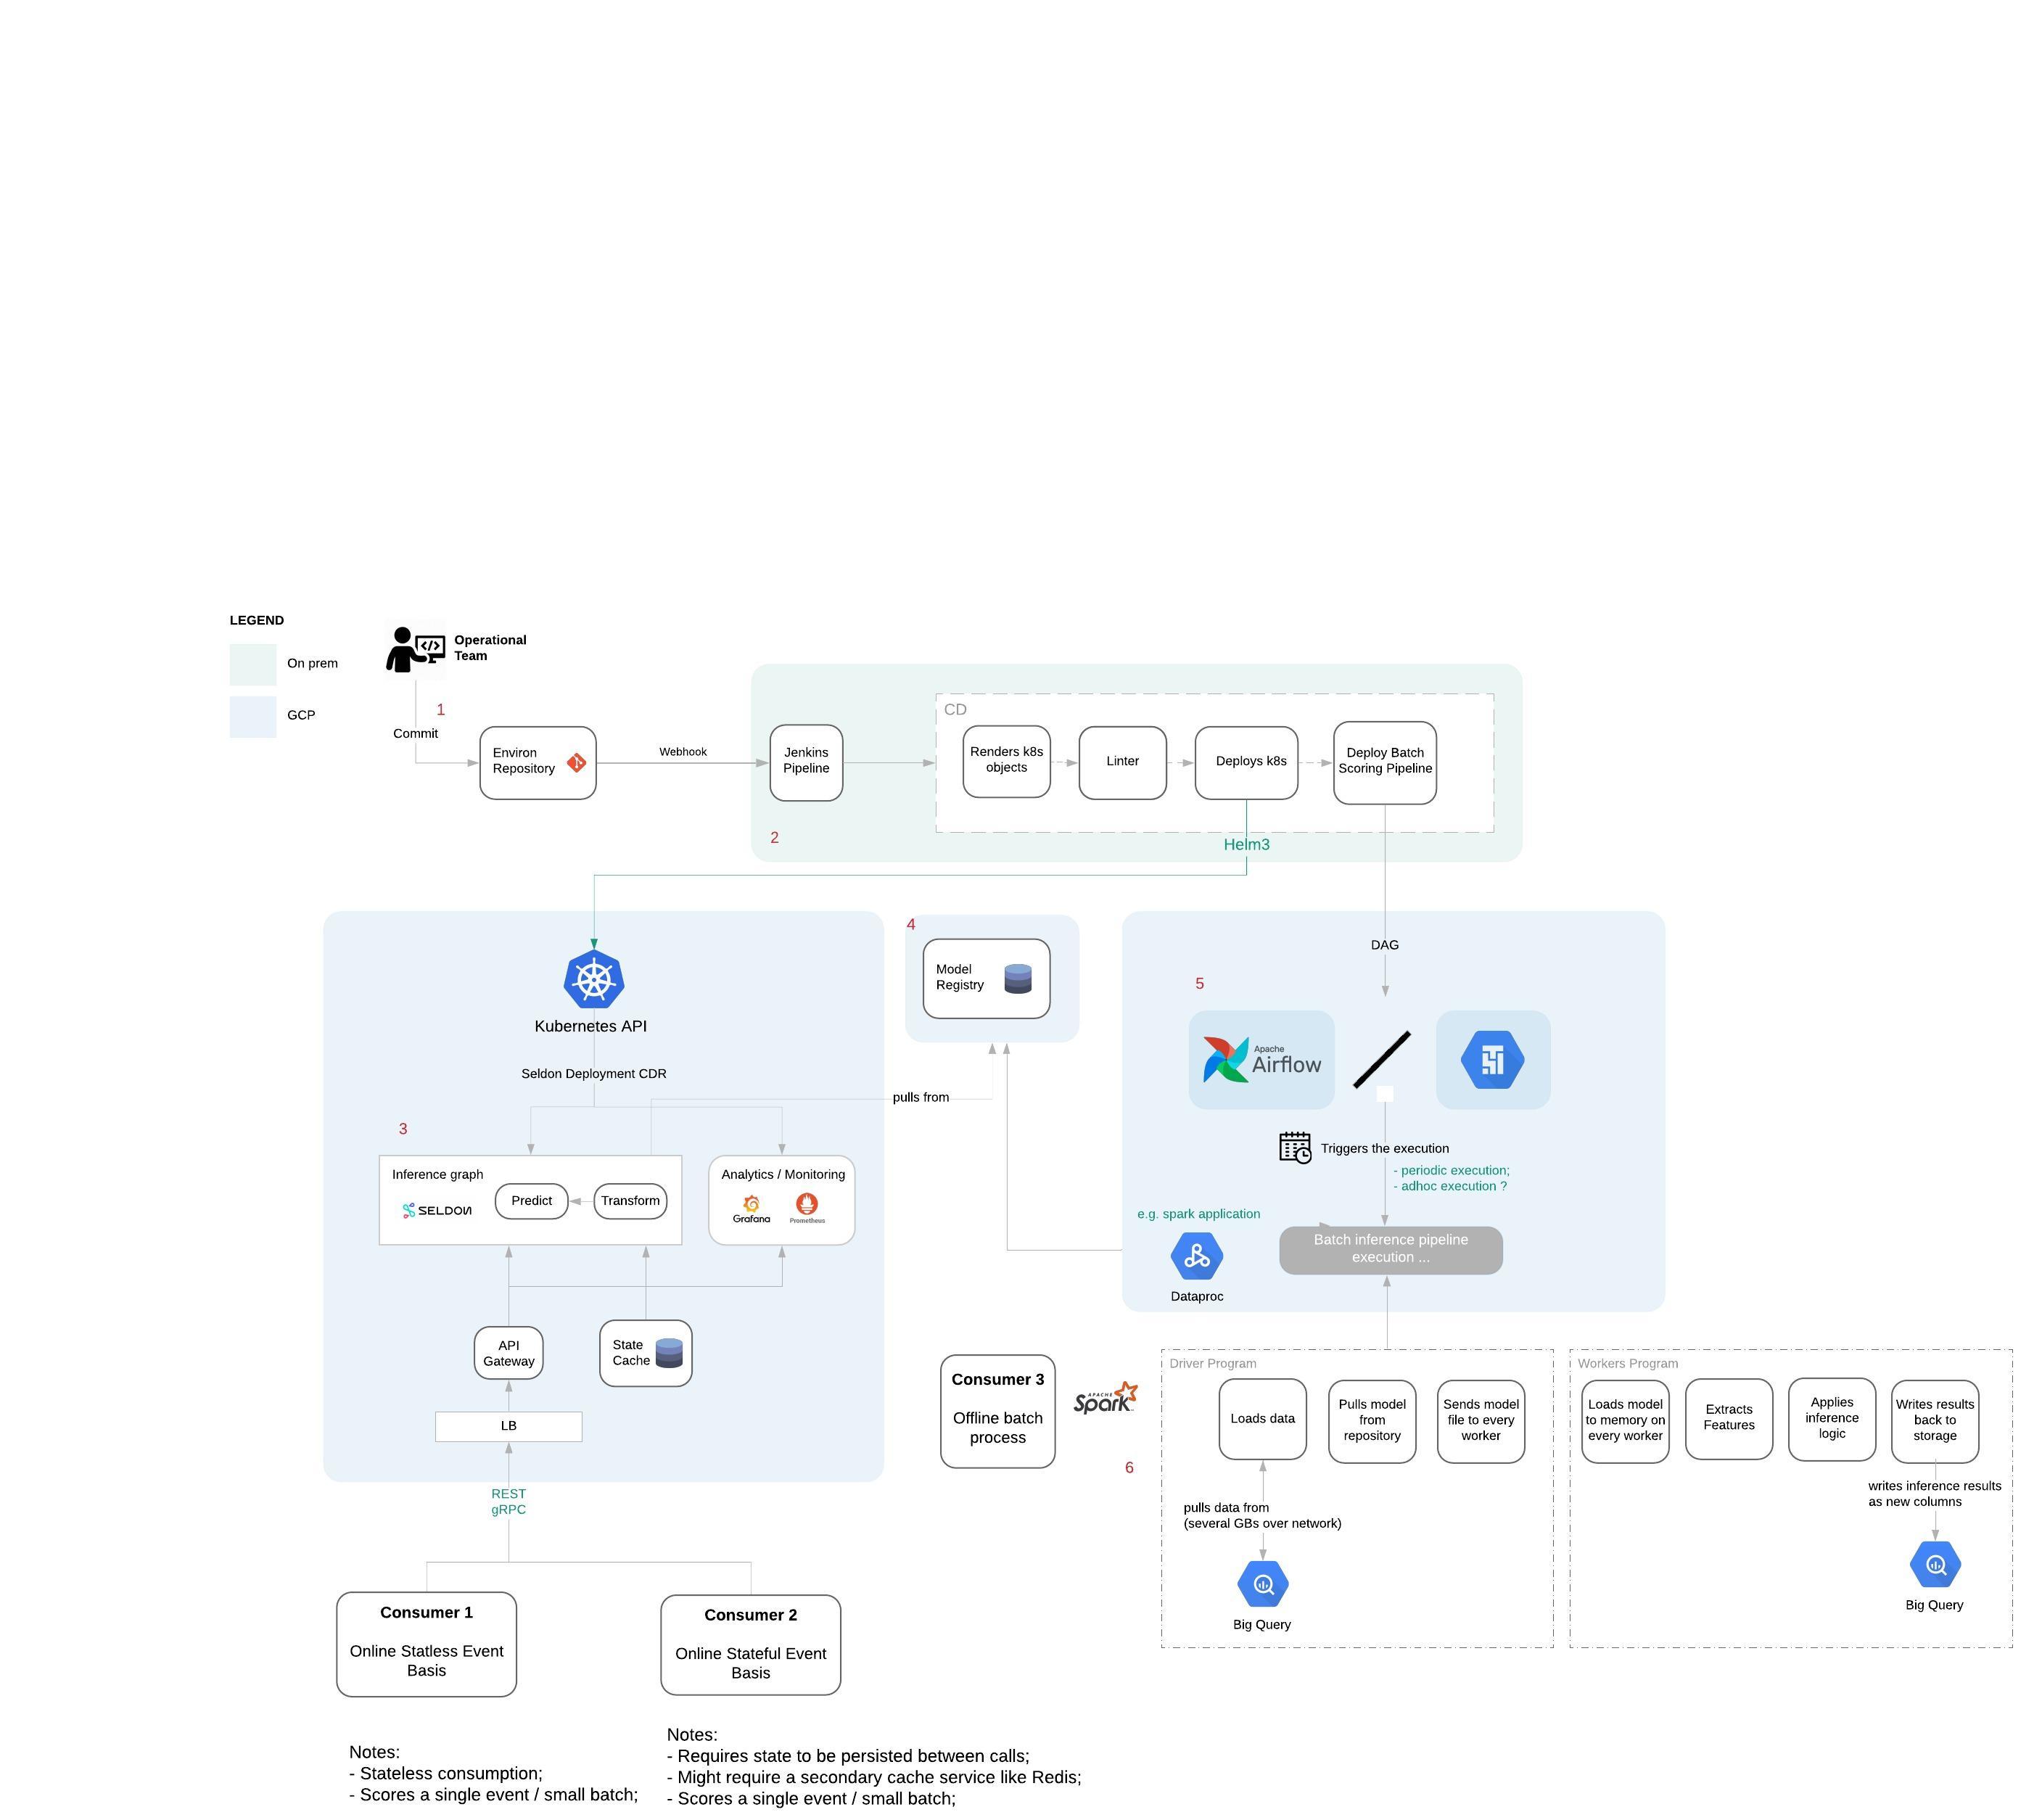 LEGEND
On prem
GCP
Operational
Team
1
Commit
Environ
Repository
Webhook
Jenkins
Pipeline
2
CD
Renders k8s
objects
Linter
Deploys k8s
Deploy Batch
Scoring Pipeline
Helm3
DAG
Kubernetes API
Seldon Deployment CDR
3
Inference graph
SELDON
Predict
Transform
Analytics / Monitoring
Grafana
Prometheus
API
Gateway
State
Cache
LB
REST
gRPC
4
Model
Registry
pulls from
5
Apache
Airflow
Triggers the execution
- periodic execution;
- adhoc execution ?
e.g. spark application
Dataproc
Batch inference pipeline
execution ...
Consumer 3
Offline batch
process
APACHE
Spark
6
Driver Program
Loads data
Pulls model
from
repository
Sends model
file to every
worker
pulls data from
(several GBs over network)
Big Query
Workers Program
Loads model
to memory on
every worker
Extracts
Features
Applies
inference
logic
Writes results
back to
storage
writes inference results
as new columns
Big Query
Consumer 1
Online Statless Event
Basis
Consumer 2
Online Stateful Event
Basis
Notes:
- Stateless consumption;
- Scores a single event / small batch;
Notes:
- Requires state to be persisted between calls;
- Might require a secondary cache service like Redis;
- Scores a single event / small batch;